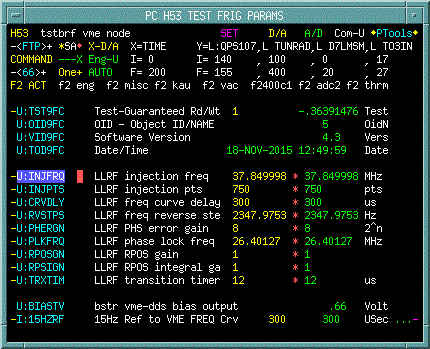 PC H53 TEST FRIG PARAMS
H53 tstbrf vme node SET D/A A/D Com-U ◆PTools◆
-<FTP>+ *SA◆ X-D/A X=TIME Y=L:QPS107,L TUNRAD,L D7LMSM,L TO3IN
COMMAND ---X Eng-U I= 0 I= 140 , 100 , 0 , 17
-<66>+ One+ AUTO F= 200 F= 155 , 400 , 20 , 27
F2 ACT F2 eng F2 misc F2 kau F2 vac f2400c1 adf2 adc2 f2 thrm
-U:TST9FC Test-Guaranteed Rd/Wt 1 -.36391476 Test
-U:OID9FC OID - Object ID/NAME 5 OidN
-U:VID9FC Software Version 4.3 Vers
-U:TOD9FC Date/Time 18-NOV-2015 12:49:59 Date
-U:INJFRQ LLRF injection freq 37.849998 * 37.849998 MHz
-U:INJPTS LLRF injection pts 750 * 750 pts
-U:CRVDLY LLRF freq curve delay 300 * 300 us
-U:RVSTPS LLRF freq reverse ste 2347.9753 * 2347.9753 Hz
-U:PHERGN LLRF PHS error gain 8 * 8 2^n
-U:PLKFRQ LLRF phase lock freq 26.40127 * 26.40127 MHz
-U:RPOSGN LLRF RPOS gain 1 * 1
-U:RPSIGN LLRF RPOS integral ga 1 * 1
-U:TRXTIM LLRF transition timer 12 * 12 us
-U:BIASTV bstr vme-dds bias output .66 Volt
-I:15HZRF 15Hz Ref to VME FREQ Crv 300 300 USec ...-